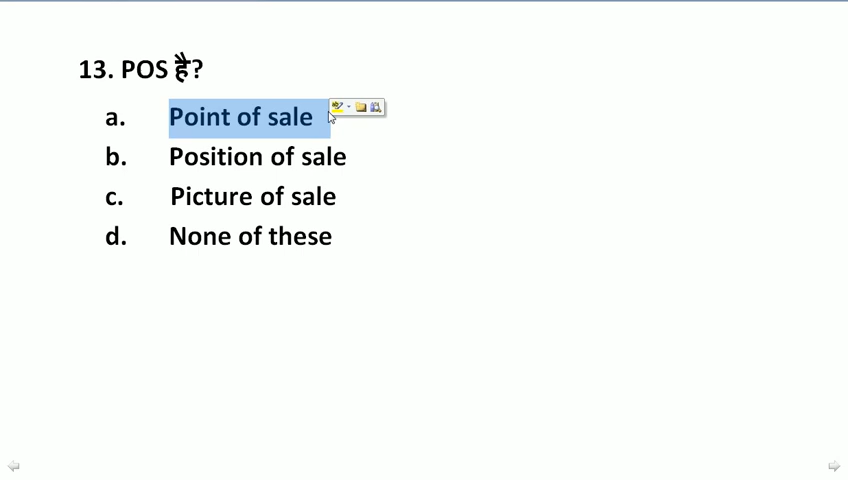 13. POS है?
a. Point of sale
b. Position of sale
c. Picture of sale
d. None of these